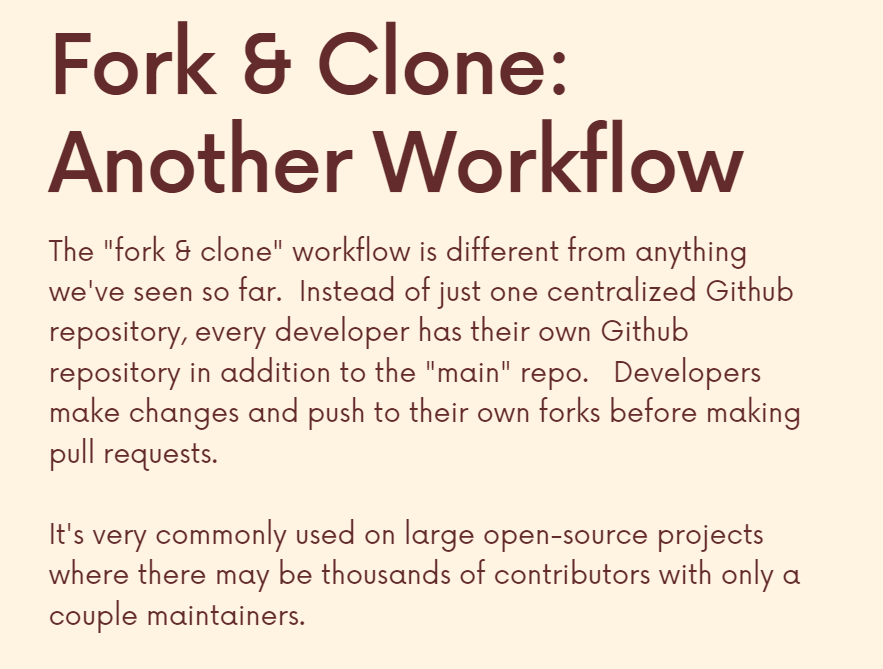 Fork & Clone:
Another Workflow
The "fork & clone" workflow is different from anything
we've seen so far.  Instead of just one centralized Github
repository, every developer has their own Github
repository in addition to the "main" repo.   Developers
make changes and push to their own forks before making
pull requests.
It's very commonly used on large open-source projects
where there may be thousands of contributors with only a
couple maintainers.